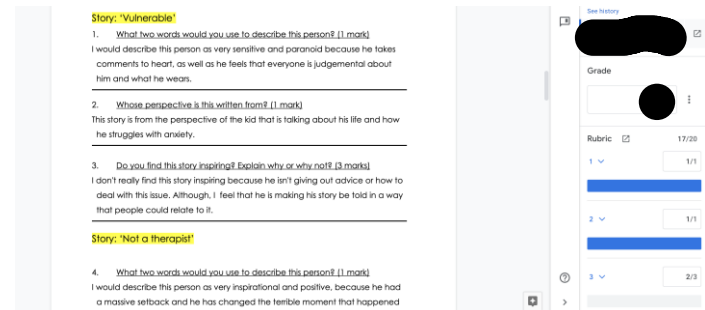 See history
Story: ‘Vulnerable’
1. What two words would you use to describe this person? (1 mark)
I would describe this person as very sensitive and paranoid because he takes
comments to heart, as well as he feels that everyone is judgemental about
him and what he wears.
2. Whose perspective is this written from? (1 mark)
This story is from the perspective of the kid that is talking about his life and how
he struggles with anxiety.
3. Do you find this story inspiring? Explain why or why not? (3 marks)
I don't really find this story inspiring because he isn't giving out advice or how to
deal with this issue. Although, I feel that he is making his story be told in a way
that people could relate to it.
Story: ‘Not a therapist’
4. What two words would you use to describe this person? (1 mark)
I would describe this person as very inspirational and positive, because he had
a massive setback and he has changed the terrible moment that happened
Grade
Rubric 17/20
1 1/1
2 1/1
3 2/3